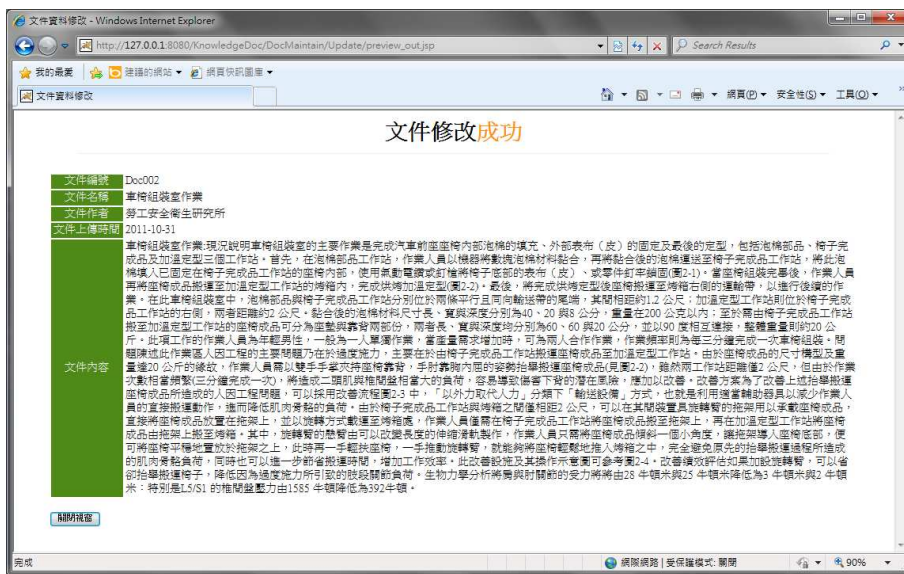 文件資料修改 - Windows Internet Explorer
http://127.0.0.1:8080/KnowledgeDoc/DocMaintain/Update/preview_out.jsp
Search Results
我的最愛 建議的網站 網頁快訊圖庫
文件資料修改
網頁(P) 安全性(S) 工具(O)
文件修改成功
文件編號 Doc002
文件名稱 車椅組裝室作業
文件作者 勞工安全衛生研究所
文件上傳時間 2011-10-31
文件內容
車椅組裝室作業:現況說明車椅組裝室的主要作業是完成汽車前座座椅內部泡棉的填充、外部表布（皮）的固定及最後的定型，包括泡棉部品、椅子完
成品及加溫定型三個工作站。首先，在泡棉部品工作站，作業人員以機器將數塊泡棉材料黏合，再將黏合後的泡棉運送至椅子完成品工作站，將此泡
棉填入已固定在椅子完成品工作站的座椅內部，使用氣動電鑽或釘槍將椅子底部的表布（皮）、或零件釘牢鎖固(圖2-1)。當座椅組裝完畢後，作業人員
再將座椅成品搬運至加溫定型工作站的烤箱內，完成烘烤加溫定型(圖2-2)。最後，將完成烘烤定型後座椅搬運至烤箱右側的運輸帶，以進行後續的作
業。在此車椅組裝室中，泡棉部品與椅子完成品工作站分別位於兩條平行且同向輸送帶的尾端，其間相距約1.2 公尺；加溫定型工作站則位於椅子完成
品工作站的右側，兩者距離約2 公尺。黏合後的泡棉材料尺寸長、寬與深度分別為40、20 與8 公分，重量在200 公克以內；至於需由椅子完成品工作站
搬至加溫定型工作站的座椅成品可分為座墊與靠背兩部份，兩者長、寬與深度均分別為60、60 與20 公分，並以90 度相互連接，整體重量則約20 公
斤。此項工作的作業人員為年輕男性，一般為一人單獨作業，當產量需求增加時，可為兩人合作作業，作業頻率則為每三分鐘完成一次車椅組裝。問
題陳述此作業區人因工程的主要問題乃在於過度施力，主要在於由椅子完成品工作站搬運座椅成品至加溫定型工作站。由於座椅成品的尺寸構型及重
量達20 公斤的緣故，作業人員需以雙手手掌夾持座椅靠背，手肘靠胸內屈的姿勢抬舉搬運座椅成品(見圖2-2)，雖然兩工作站距離僅2 公尺，但由於作業
次數相當頻繁(三分鐘完成一次)，將造成二頭肌與椎間盤相當大的負荷，容易導致傷害下背的潛在風險，應加以改善。改善方案為了改善上述抬舉搬運
座椅成品所造成的人因工程問題，可以採用改善流程圖2-3 中，「以外力取代人力」分類下「輸送設備」方式，也就是利用適當輔助器具以減少作業人
員的直接搬運動作，進而降低肌肉骨骼的負荷。由於椅子完成品工作站與烤箱之間僅相距2 公尺，可以在其間裝置具旋轉臂的拖架用以承載座椅成品，
直接將座椅成品放置在拖架上，並以旋轉方式載運至烤箱處，作業人員僅需在椅子完成品工作站將座椅成品搬至拖架上，再在加溫定型工作站將座椅
成品由拖架上搬至烤箱。其中，旋轉臂的懸臂由可以改變長度的伸縮滑軌製作，作業人員只需將座椅成品傾斜一個小角度，讓拖架導入座椅底部，便
可將座椅平穩地置放於拖架之上，此時再一手輕扶座椅，一手推動旋轉臂，就能夠將座椅輕鬆地推入烤箱之中，完全避免原先的抬舉搬運過程所造成
的肌肉骨骼負荷，同時也可以進一步節省搬運時間，增加工作效率。此改善設施及其操作示意圖可參考圖2-4。改善績效評估如果加設旋轉臂，可以省
卻抬舉搬運椅子，降低因為過度施力所引致的肢段關節負荷。生物力學分析將肩與肘關節的受力將將由28 牛頓米與25 牛頓米降低為3 牛頓米與2 牛頓
米；特別是L5/S1 的椎間盤壓力由1585 牛頓降低為392牛頓。
關閉視窗
完成
網際網路 | 受保護模式: 關閉
90%